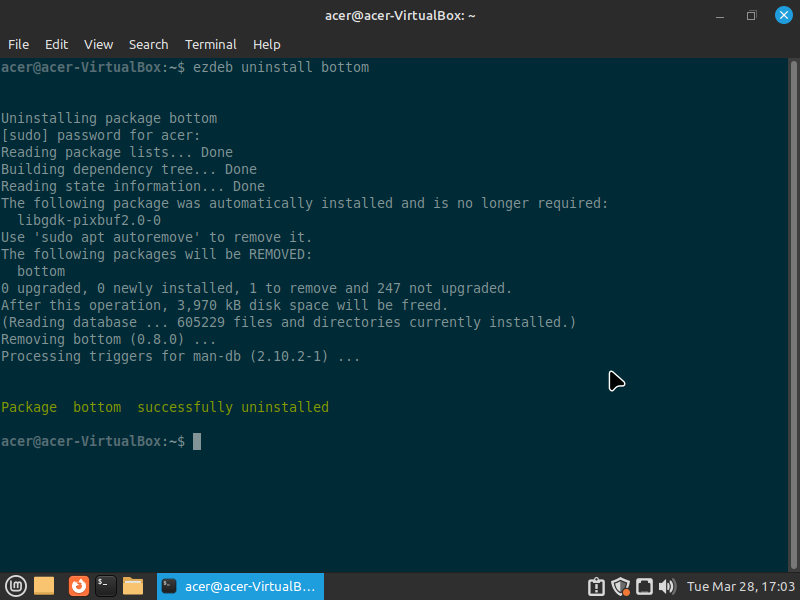 acer@acer-VirtualBox: ~
File Edit View Search Terminal Help
acer@acer-VirtualBox:~$ ezdeb uninstall bottom
Uninstalling package bottom
[sudo] password for acer:
Reading package lists... Done
Building dependency tree... Done
Reading state information... Done
The following package was automatically installed and is no longer required:
  libgdk-pixbuf2.0-0
Use 'sudo apt autoremove' to remove it.
The following packages will be REMOVED:
  bottom
0 upgraded, 0 newly installed, 1 to remove and 247 not upgraded.
After this operation, 3,970 kB disk space will be freed.
(Reading database ... 605229 files and directories currently installed.)
Removing bottom (0.8.0) ...
Processing triggers for man-db (2.10.2-1) ...
Package  bottom  successfully uninstalled
acer@acer-VirtualBox:~$
acer@acer-VirtualB... Tue Mar 28, 17:03